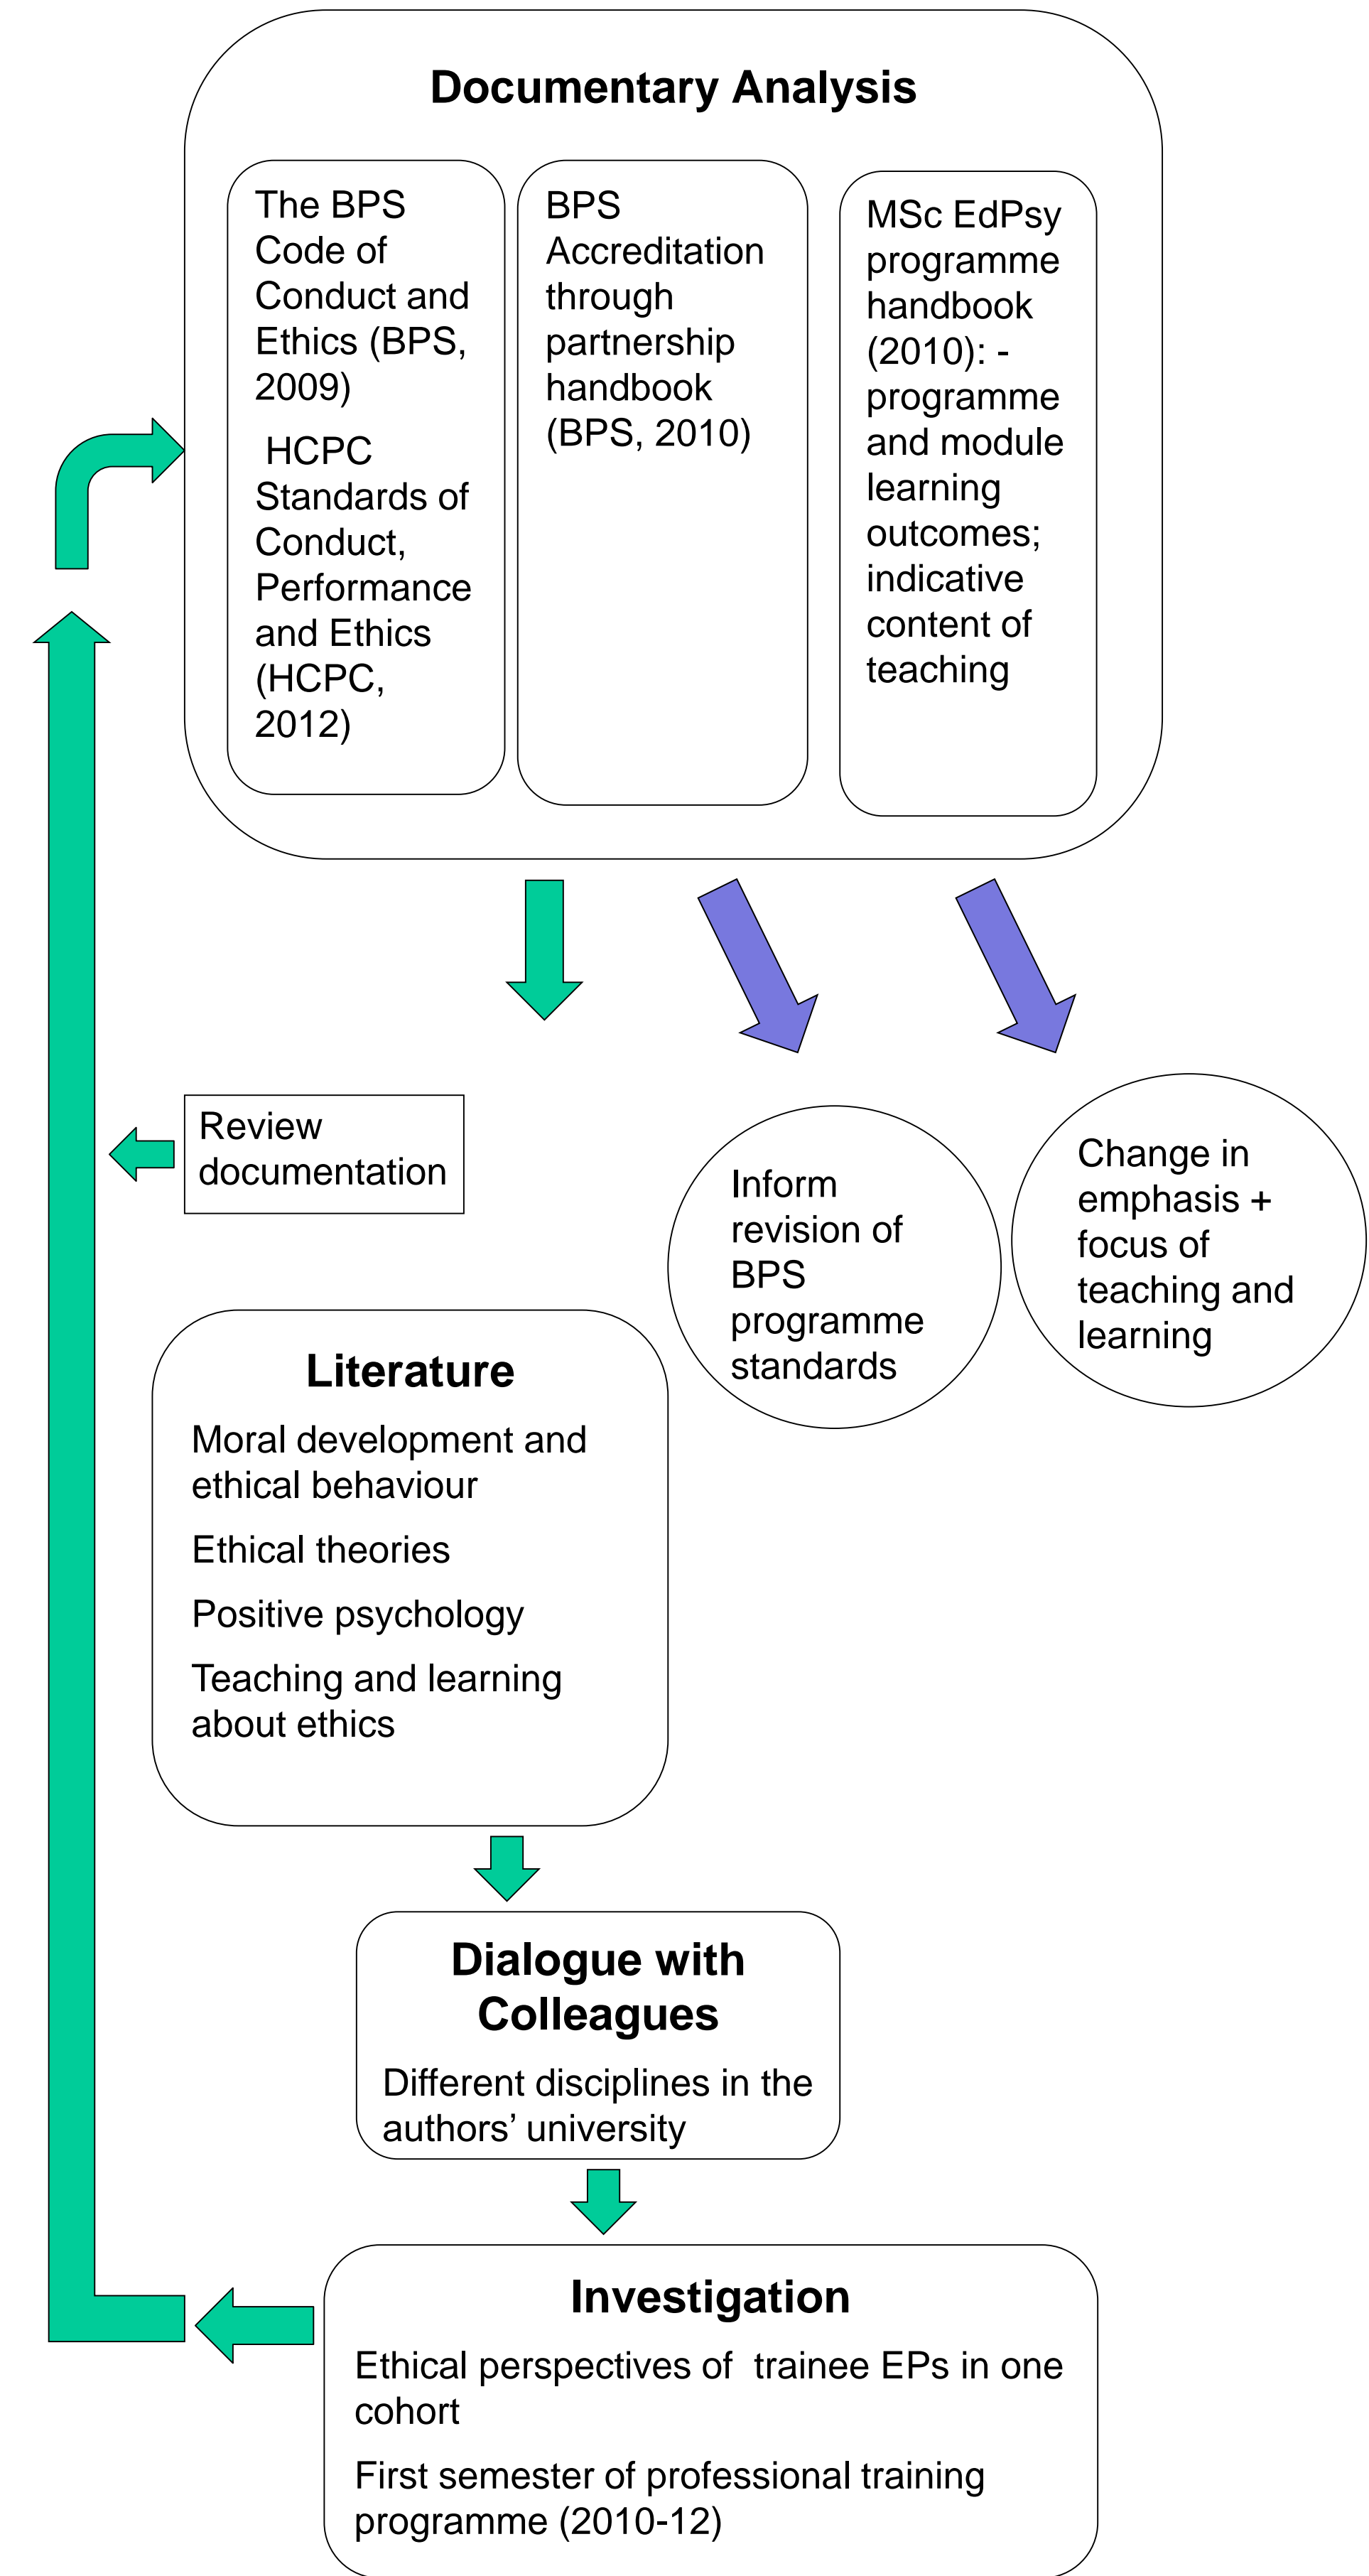 Documentary Analysis
The BPS
Code of
Conduct and
Ethics (BPS,
2009)
HCPC
Standards of
Conduct,
Performance
and Ethics
(HCPC,
2012)
BPS
Accreditation
through
partnership
handbook
(BPS, 2010)
MSc EdPsy
programme
handbook
(2010): -
programme
and module
learning
outcomes;
indicative
content of
teaching
Review
documentation
Inform
revision of
BPS
programme
standards
Change in
emphasis +
focus of
teaching and
learning
Literature
Moral development and
ethical behaviour
Ethical theories
Positive psychology
Teaching and learning
about ethics
Dialogue with
Colleagues
Different disciplines in the
authors’ university
Investigation
Ethical perspectives of  trainee EPs in one
cohort
First semester of professional training
programme (2010-12)